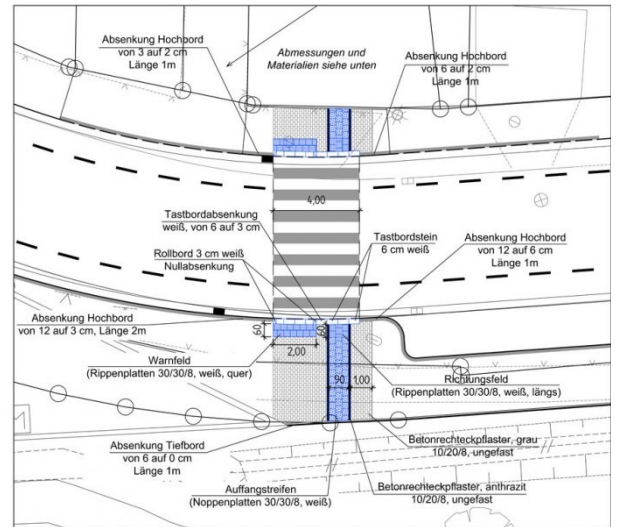 Absenkung Hochbord
von 3 auf 2 cm
Länge 1m
Abmessungen und
Materialien siehe unten
Absenkung Hochbord
von 6 auf 2 cm
Länge 1m
4,00
Tastbordabsenkung
weiß, von 6 auf 3 cm
Tastbordstein
6 cm weiß
Rollbord 3 cm weiß
Nullabsenkung
Absenkung Hochbord
von 12 auf 6 cm
Länge 1m
Absenkung Hochbord
von 12 auf 3 cm, Länge 2m
60
60
2,00
90
1,00
Warnfeld
(Rippenplatten 30/30/8, weiß, quer)
Richtungsfeld
(Rippenplatten 30/30/8, weiß, längs)
Absenkung Tiefbord
von 6 auf 0 cm
Länge 1m
Betonrechteckpflaster, grau
10/20/8, ungefast
Auffangstreifen
(Noppenplatten 30/30/8, weiß)
Betonrechteckpflaster, anthrazit
10/20/8, ungefast